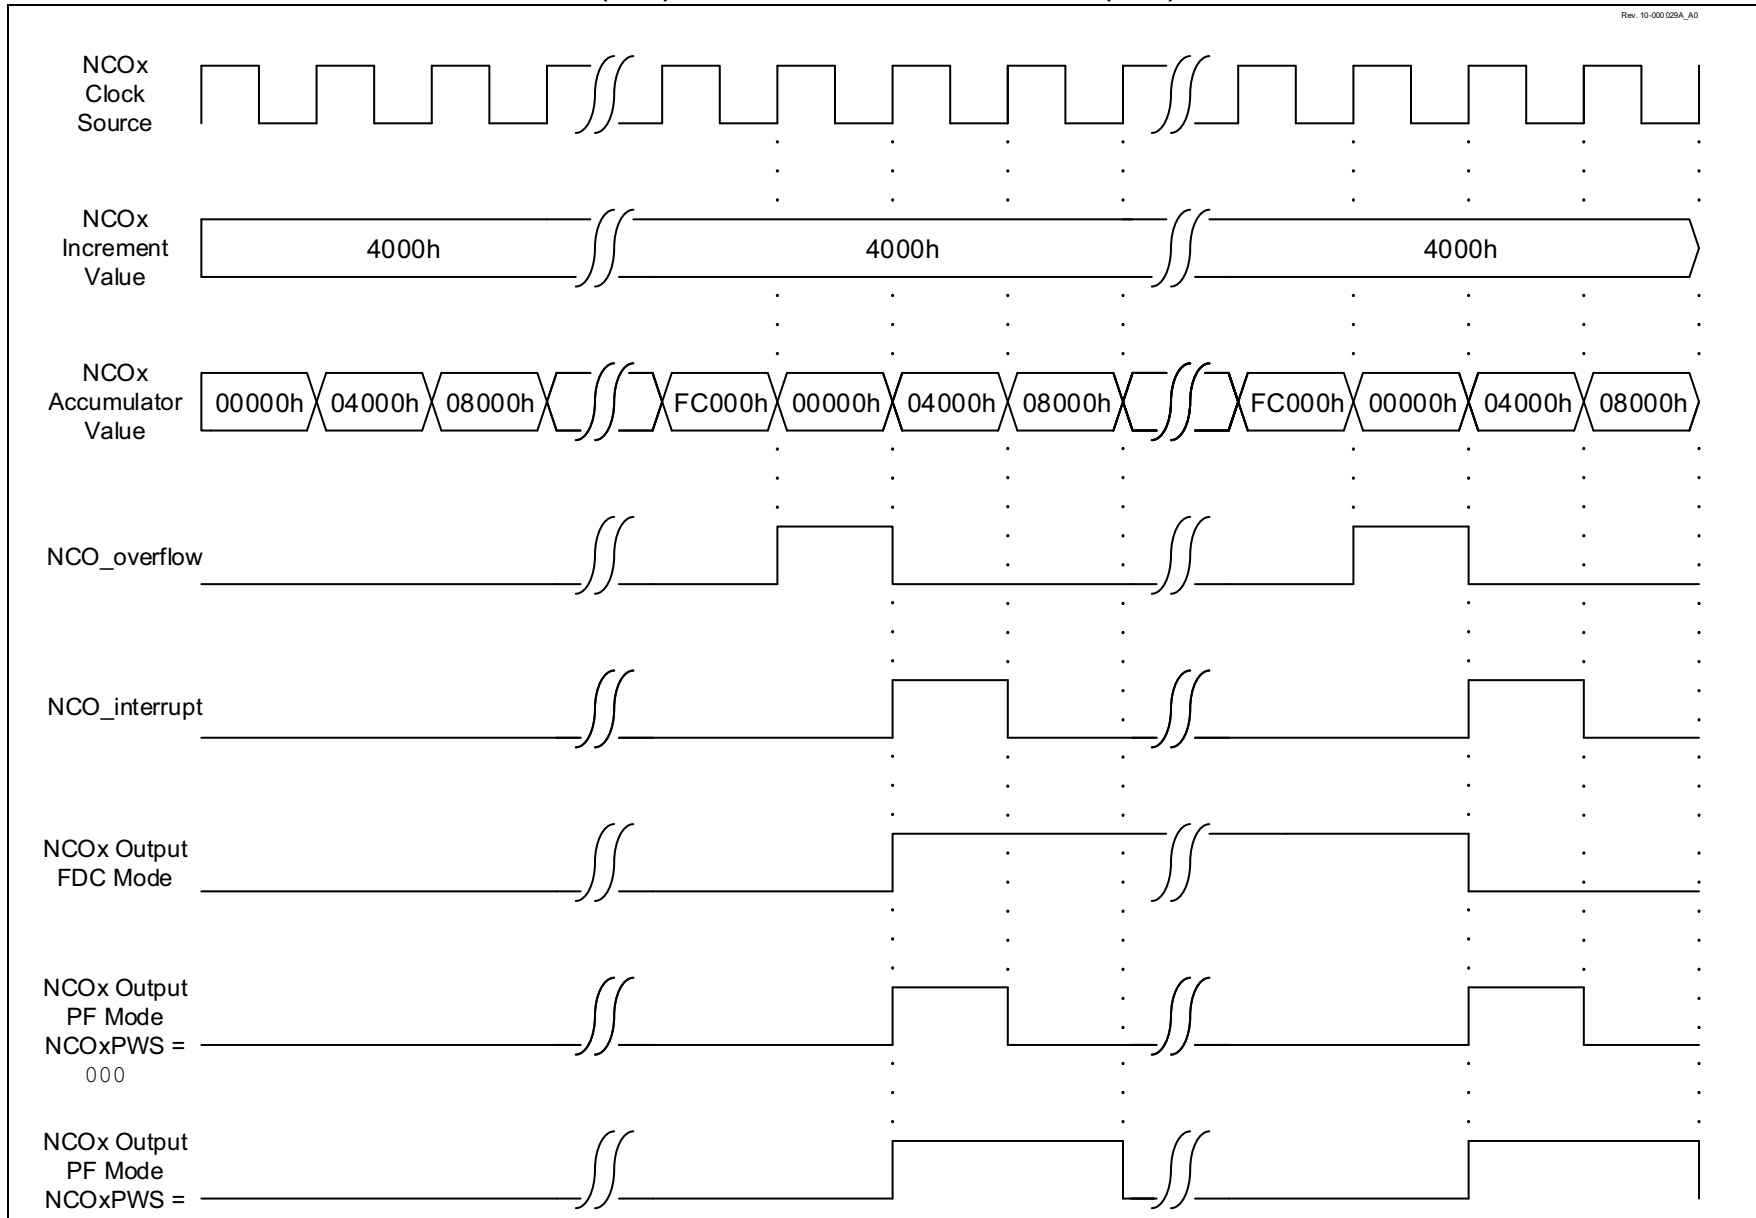 Rev. 10-000029A_A0
NCOx
Clock
Source
NCOx
Increment
Value
4000h
4000h
4000h
NCOx
Accumulator
Value
00000h 04000h 08000h FC000h 00000h 04000h 08000h FC000h 00000h 04000h 08000h
NCO_overflow
NCO_interrupt
NCOx Output
FDC Mode
NCOx Output
PF Mode
NCOxPWS =
000
NCOx Output
PF Mode
NCOxPWS =